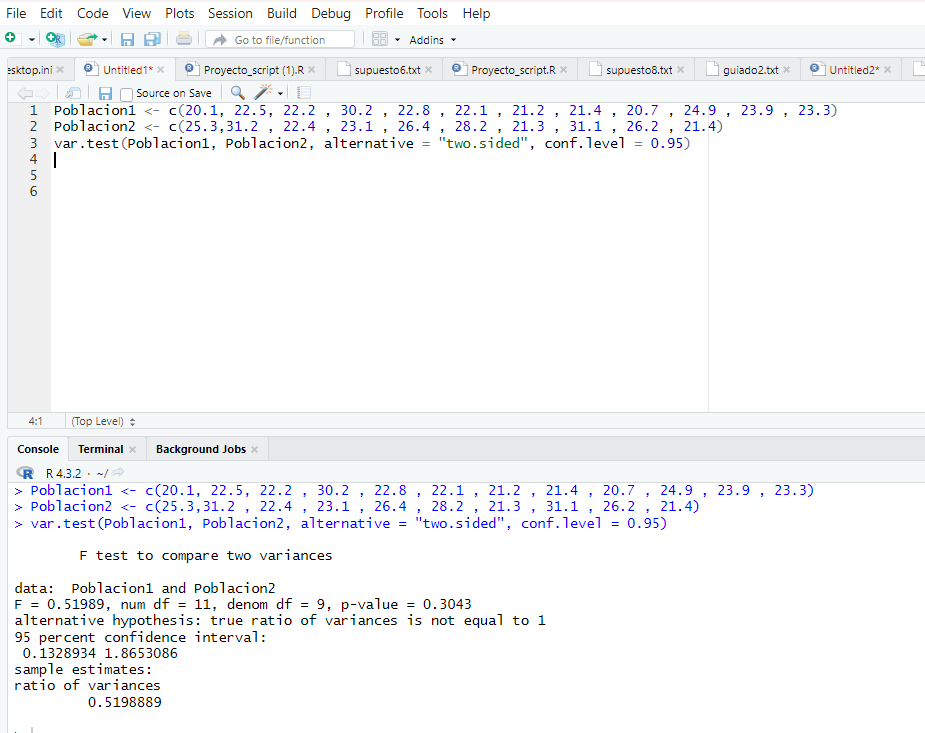 File Edit Code View Plots Session Build Debug Profile Tools Help
Go to file/function Addins
esktop.ini Untitled1* Proyecto_script (1).R supuesto6.txt Proyecto_script.R supuesto8.txt guiado2.txt Untitled2*
Source on Save
1 Poblacion1 <- c(20.1, 22.5, 22.2 , 30.2 , 22.8 , 22.1 , 21.2 , 21.4 , 20.7 , 24.9 , 23.9 , 23.3)
2 Poblacion2 <- c(25.3,31.2 , 22.4 , 23.1 , 26.4 , 28.2 , 21.3 , 31.1 , 26.2 , 21.4)
3 var.test(Poblacion1, Poblacion2, alternative = "two.sided", conf.level = 0.95)
4
5
6
4:1 (Top Level)
Console Terminal Background Jobs
R R 4.3.2 · ~/
> Poblacion1 <- c(20.1, 22.5, 22.2 , 30.2 , 22.8 , 22.1 , 21.2 , 21.4 , 20.7 , 24.9 , 23.9 , 23.3)
> Poblacion2 <- c(25.3,31.2 , 22.4 , 23.1 , 26.4 , 28.2 , 21.3 , 31.1 , 26.2 , 21.4)
> var.test(Poblacion1, Poblacion2, alternative = "two.sided", conf.level = 0.95)
F test to compare two variances
data: Poblacion1 and Poblacion2
F = 0.51989, num df = 11, denom df = 9, p-value = 0.3043
alternative hypothesis: true ratio of variances is not equal to 1
95 percent confidence interval:
0.1328934 1.8653086
sample estimates:
ratio of variances
0.5198889